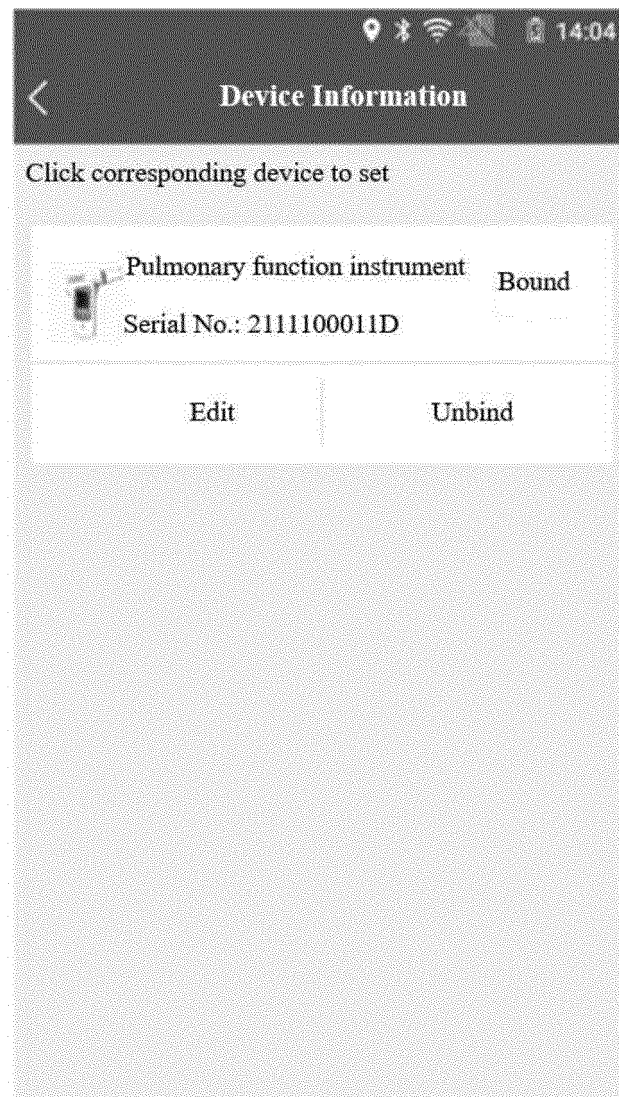 14:04
Device Information
Click corresponding device to set
Pulmonary function instrument
Bound
Serial No.: 2111100011D
Edit
Unbind